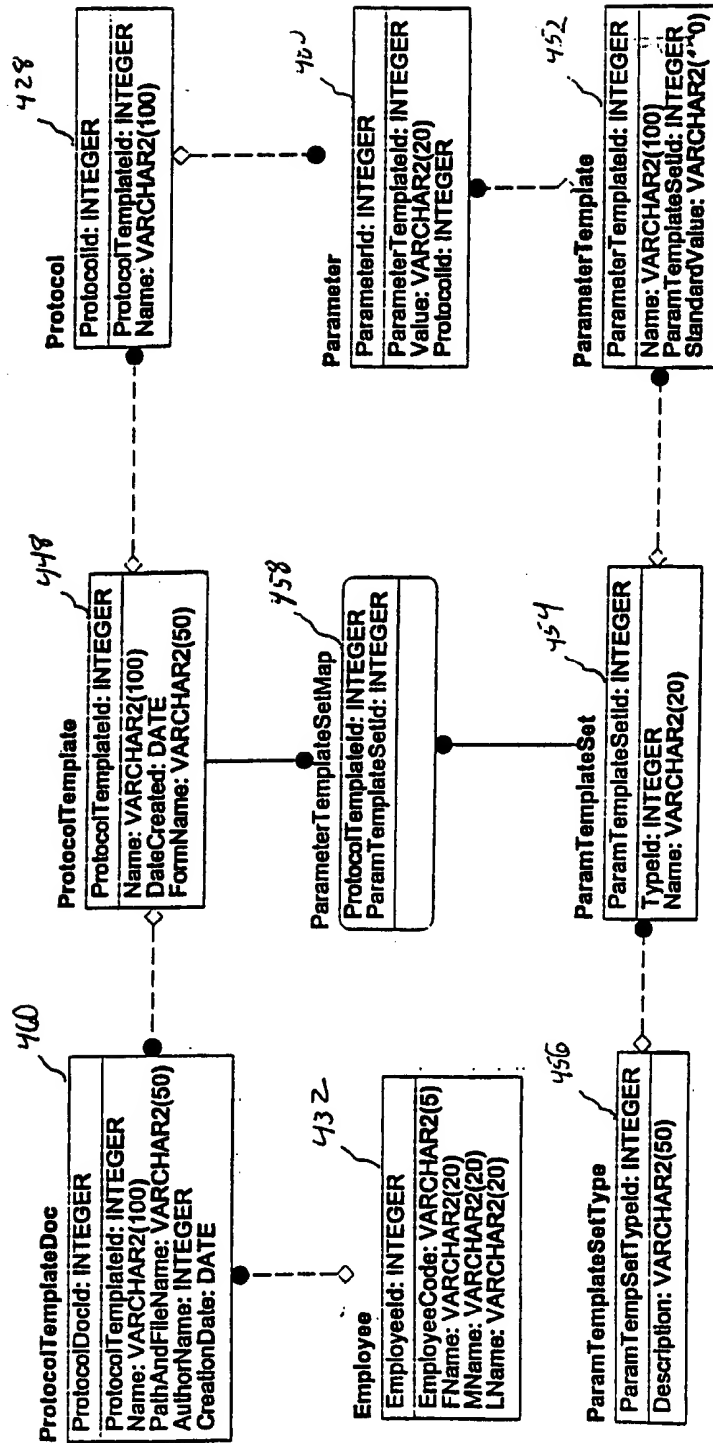 ProtocolTemplateDoc
460
ProtocolDocId: INTEGER
ProtocolTemplateId: INTEGER
Name: VARCHAR2(100)
PathAndFileName: VARCHAR2(50)
AuthorName: INTEGER
CreationDate: DATE
ProtocolTemplate
448
ProtocolTemplateId: INTEGER
Name: VARCHAR2(100)
DateCreated: DATE
FormName: VARCHAR2(50)
Protocol
428
ProtocolId: INTEGER
ProtocolTemplateId: INTEGER
Name: VARCHAR2(100)
Employee
432
EmployeeId: INTEGER
EmployeeCode: VARCHAR2(5)
FName: VARCHAR2(20)
MName: VARCHAR2(20)
LName: VARCHAR2(20)
ParameterTemplateSetMap
458
ProtocolTemplateId: INTEGER
ParamTemplateSetId: INTEGER
Parameter
ParameterId: INTEGER
ParameterTemplateId: INTEGER
Value: VARCHAR2(20)
ProtocolId: INTEGER
ParamTemplateSetType
456
ParamTempSetTypeId: INTEGER
Description: VARCHAR2(50)
ParamTemplateSet
454
ParamTemplateSetId: INTEGER
TypeId: INTEGER
Name: VARCHAR2(20)
ParameterTemplate
452
ParameterTemplateId: INTEGER
Name: VARCHAR2(100)
ParamTemplateSetId: INTEGER
StandardValue: